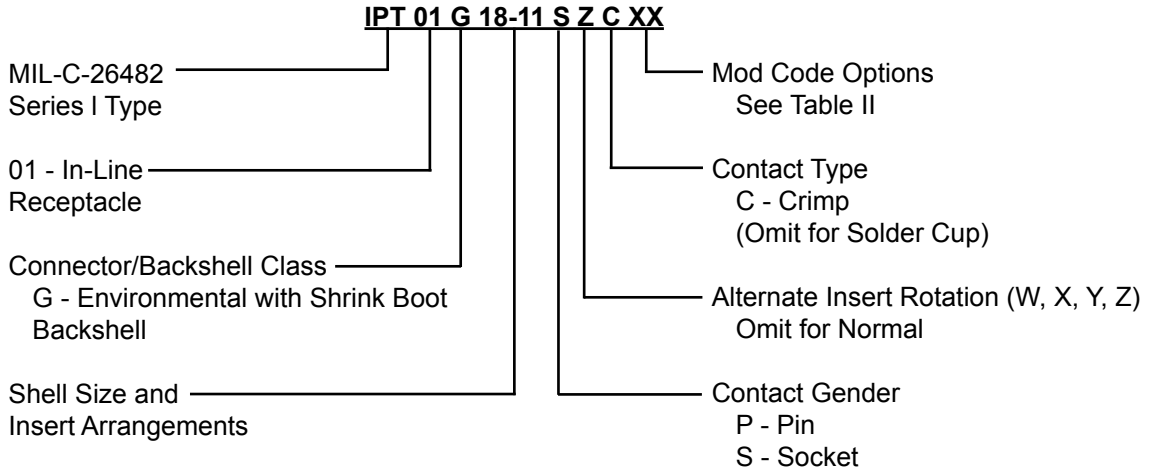 IPT 01 G 18-11 S Z C XX
MIL-C-26482
Series I Type
01 - In-Line
Receptacle
Connector/Backshell Class
G - Environmental with Shrink Boot
Backshell
Shell Size and
Insert Arrangements
Mod Code Options
See Table II
Contact Type
C - Crimp
(Omit for Solder Cup)
Alternate Insert Rotation (W, X, Y, Z)
Omit for Normal
Contact Gender
P - Pin
S - Socket